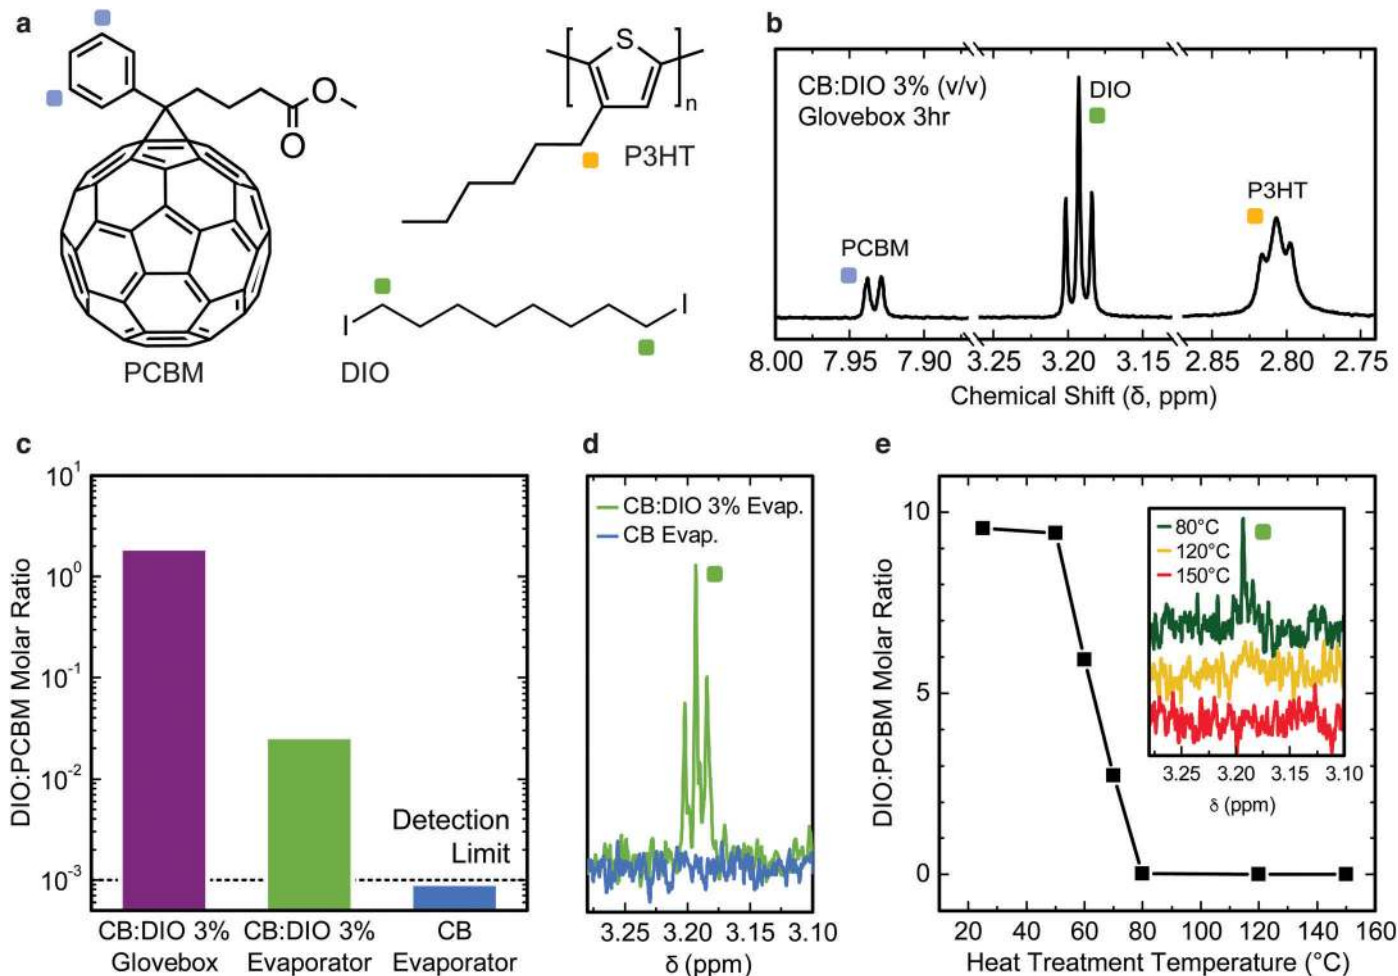 a
S
n
O
O
P3HT
I
I
PCBM
DIO
b
CB:DIO 3% (v/v)
Glovebox 3hr
DIO
P3HT
PCBM
8.00 7.95 7.90 3.25 3.20 3.15 2.85 2.80 2.75
Chemical Shift (δ, ppm)
c
10¹
10⁰
10⁻¹
10⁻²
10⁻³
DIO:PCBM Molar Ratio
Detection
Limit
CB:DIO 3% CB:DIO 3% CB
Glovebox Evaporator Evaporator
d
CB:DIO 3% Evap.
CB Evap.
3.25 3.20 3.15 3.10
δ (ppm)
e
DIO:PCBM Molar Ratio
10
5
0
80°C
120°C
150°C
3.25 3.20 3.15 3.10
δ (ppm)
20 40 60 80 100 120 140 160
Heat Treatment Temperature (°C)